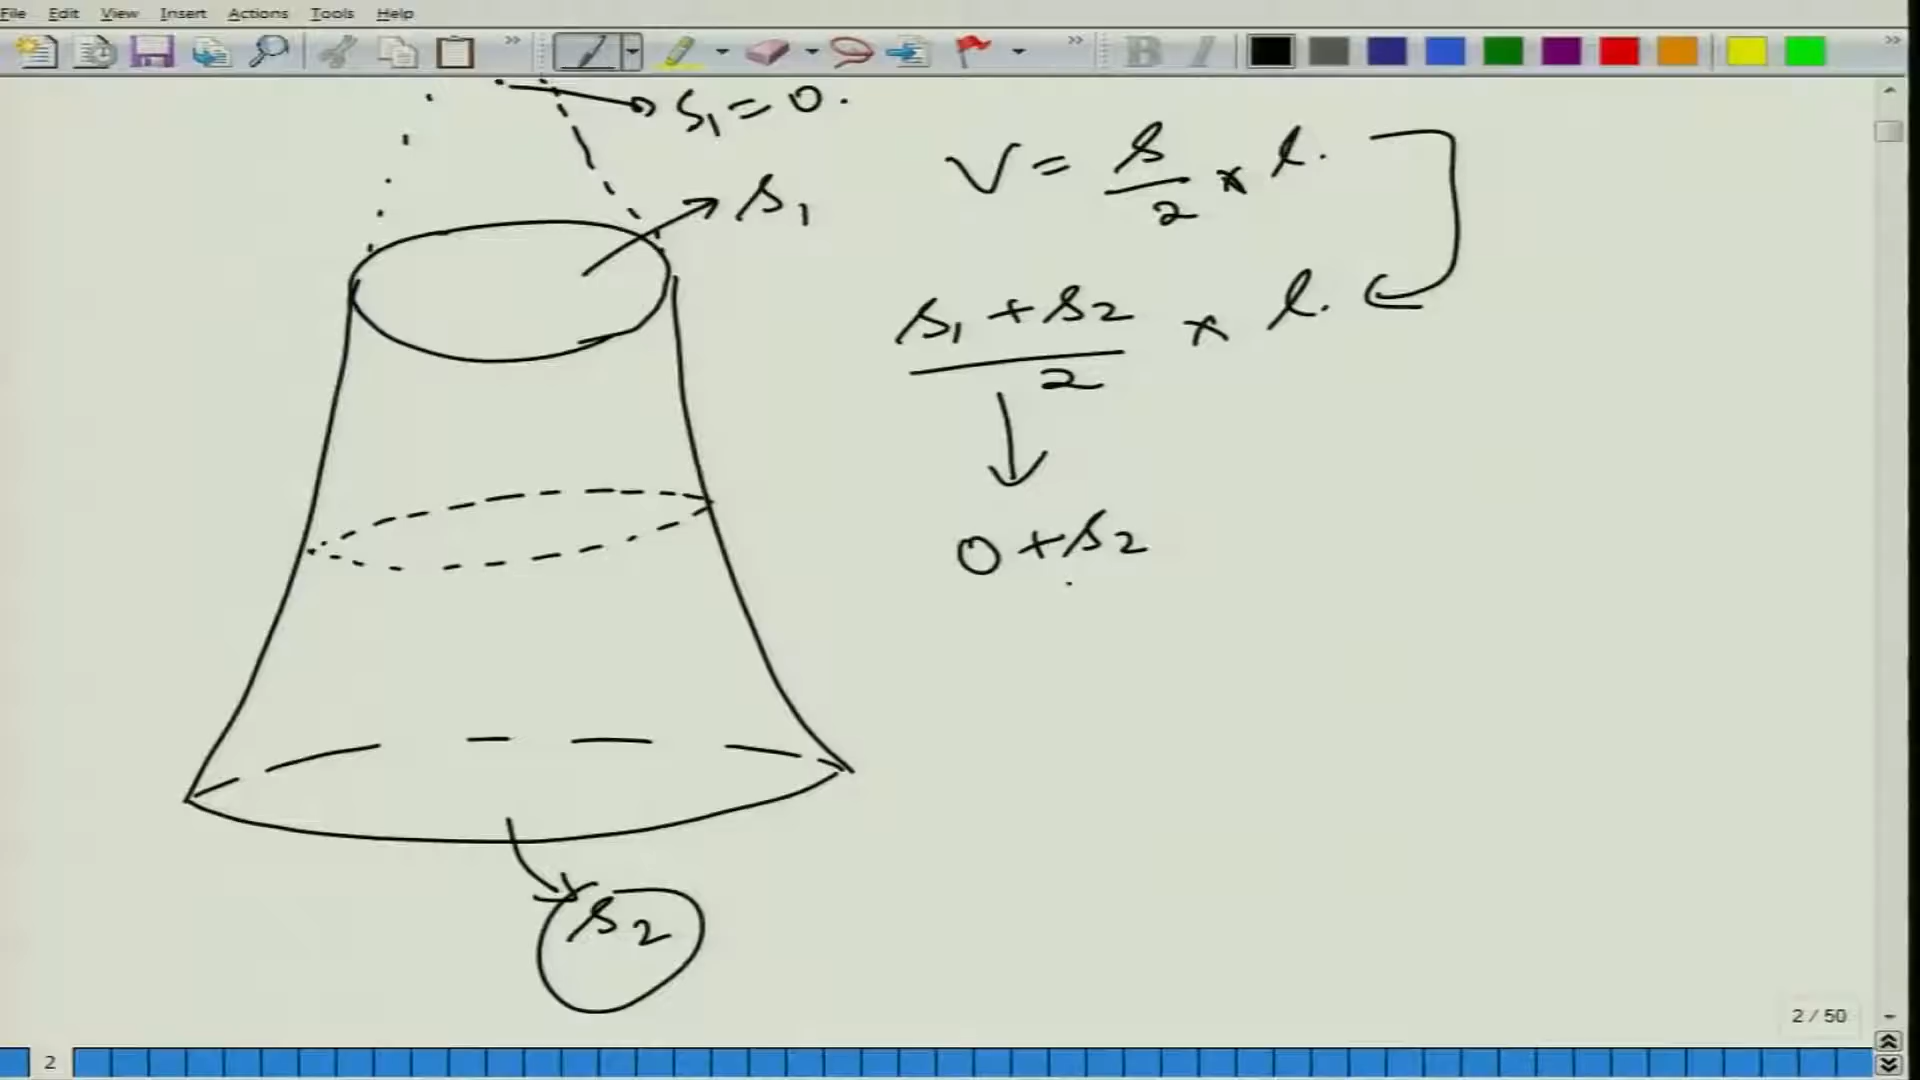 File Edit View Insert Actions Tools Help
B I
S₁ = 0.
V = s/2 × l.
s₁
(s₁ + s₂)/2 × l.
0 + s₂
s₂
2 / 50
2